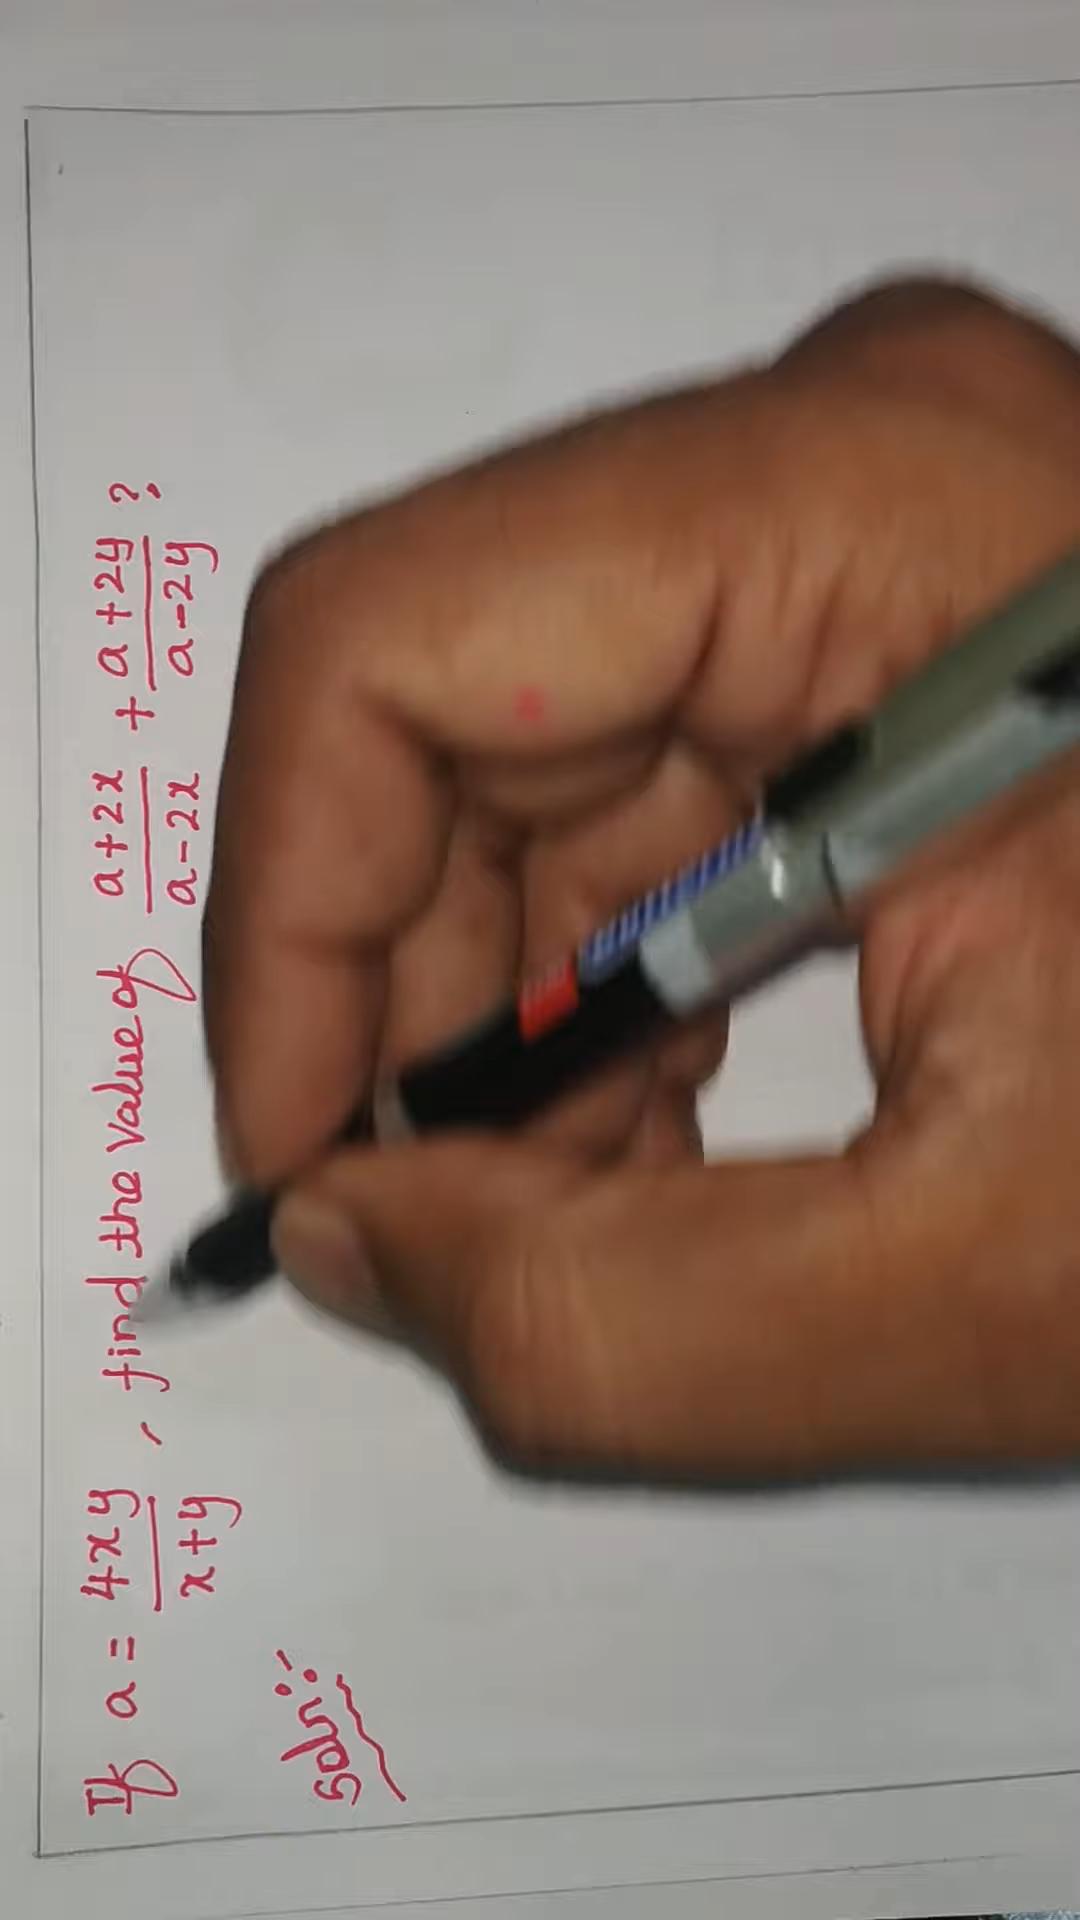 If a = 4xy / x+y , find the value of a+2x / a-2x + a+2y / a-2y ?
Soln:-